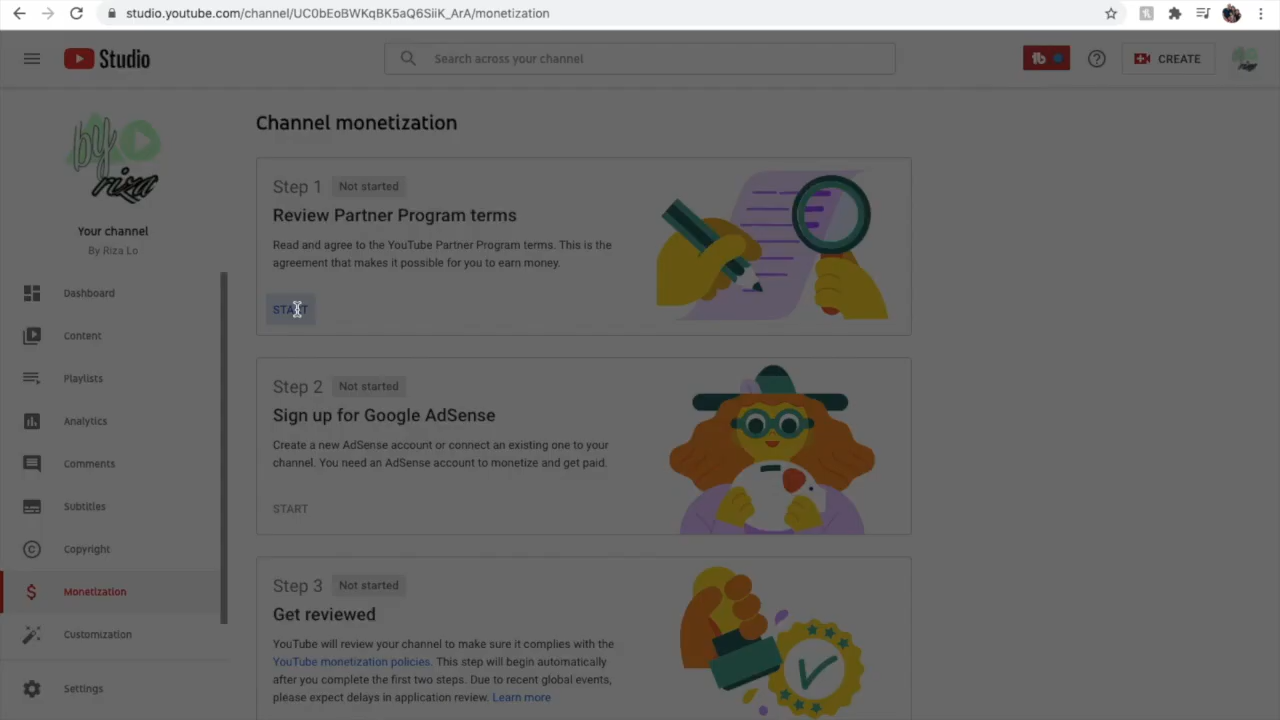 studio.youtube.com/channel/UC0bEoBWKqBK5aQ6SiiK_ArA/monetization
Studio
Search across your channel
CREATE
by
riza
Your channel
By Riza Lo
Dashboard
Content
Playlists
Analytics
Comments
Subtitles
Copyright
Monetization
Customization
Settings
Channel monetization
Step 1 Not started
Review Partner Program terms
Read and agree to the YouTube Partner Program terms. This is the
agreement that makes it possible for you to earn money.
START
Step 2 Not started
Sign up for Google AdSense
Create a new AdSense account or connect an existing one to your
channel. You need an AdSense account to monetize and get paid.
START
Step 3 Not started
Get reviewed
YouTube will review your channel to make sure it complies with the
YouTube monetization policies. This step will begin automatically
after you complete the first two steps. Due to recent global events,
please expect delays in application review. Learn more